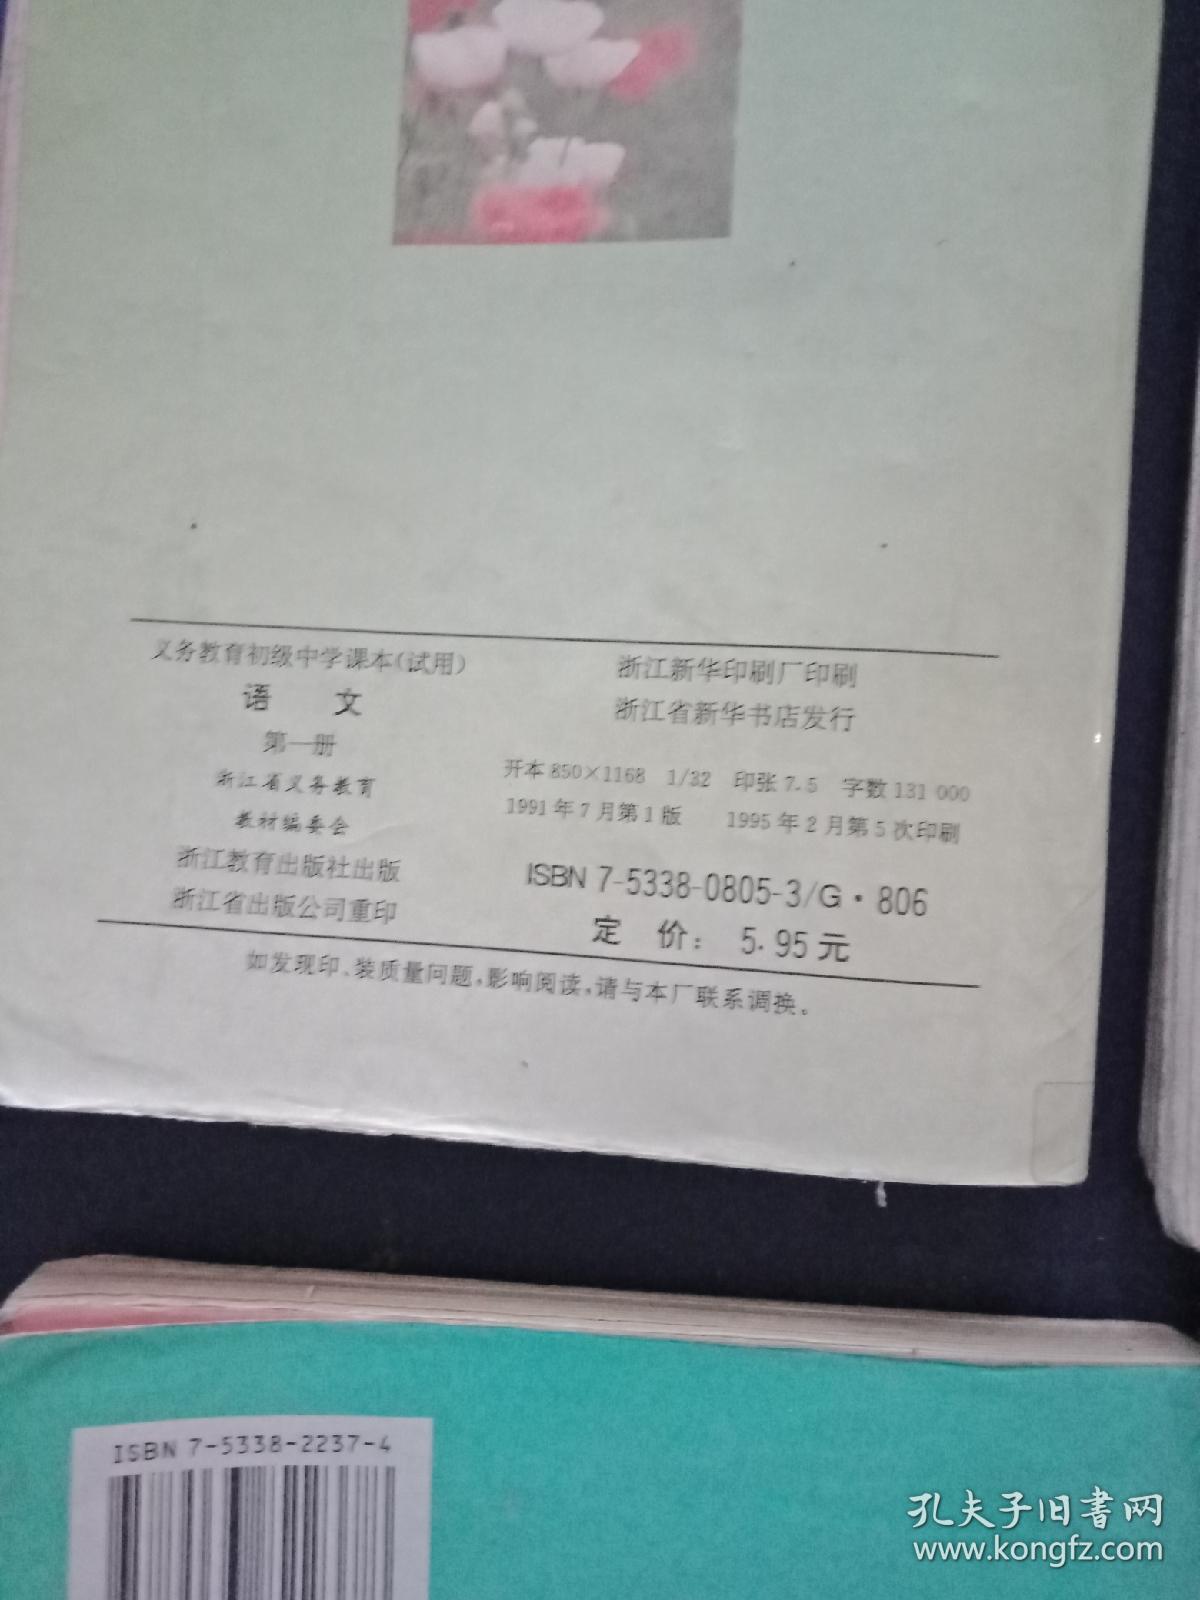 义务教育初级中学课本(试用)
语 文
第一册
浙江省义务教育
教材编委会
浙江教育出版社出版
浙江省出版公司重印
浙江新华印刷厂印刷
浙江省新华书店发行
开本850×1168 1/32 印张7.5 字数131 000
1991年7月第1版 1995年2月第5次印刷
ISBN 7-5338-0805-3/G·806
定 价: 5.95元
如发现印、装质量问题,影响阅读,请与本厂联系调换。
ISBN 7-5338-2237-4
孔夫子旧书网
www.kongfz.com